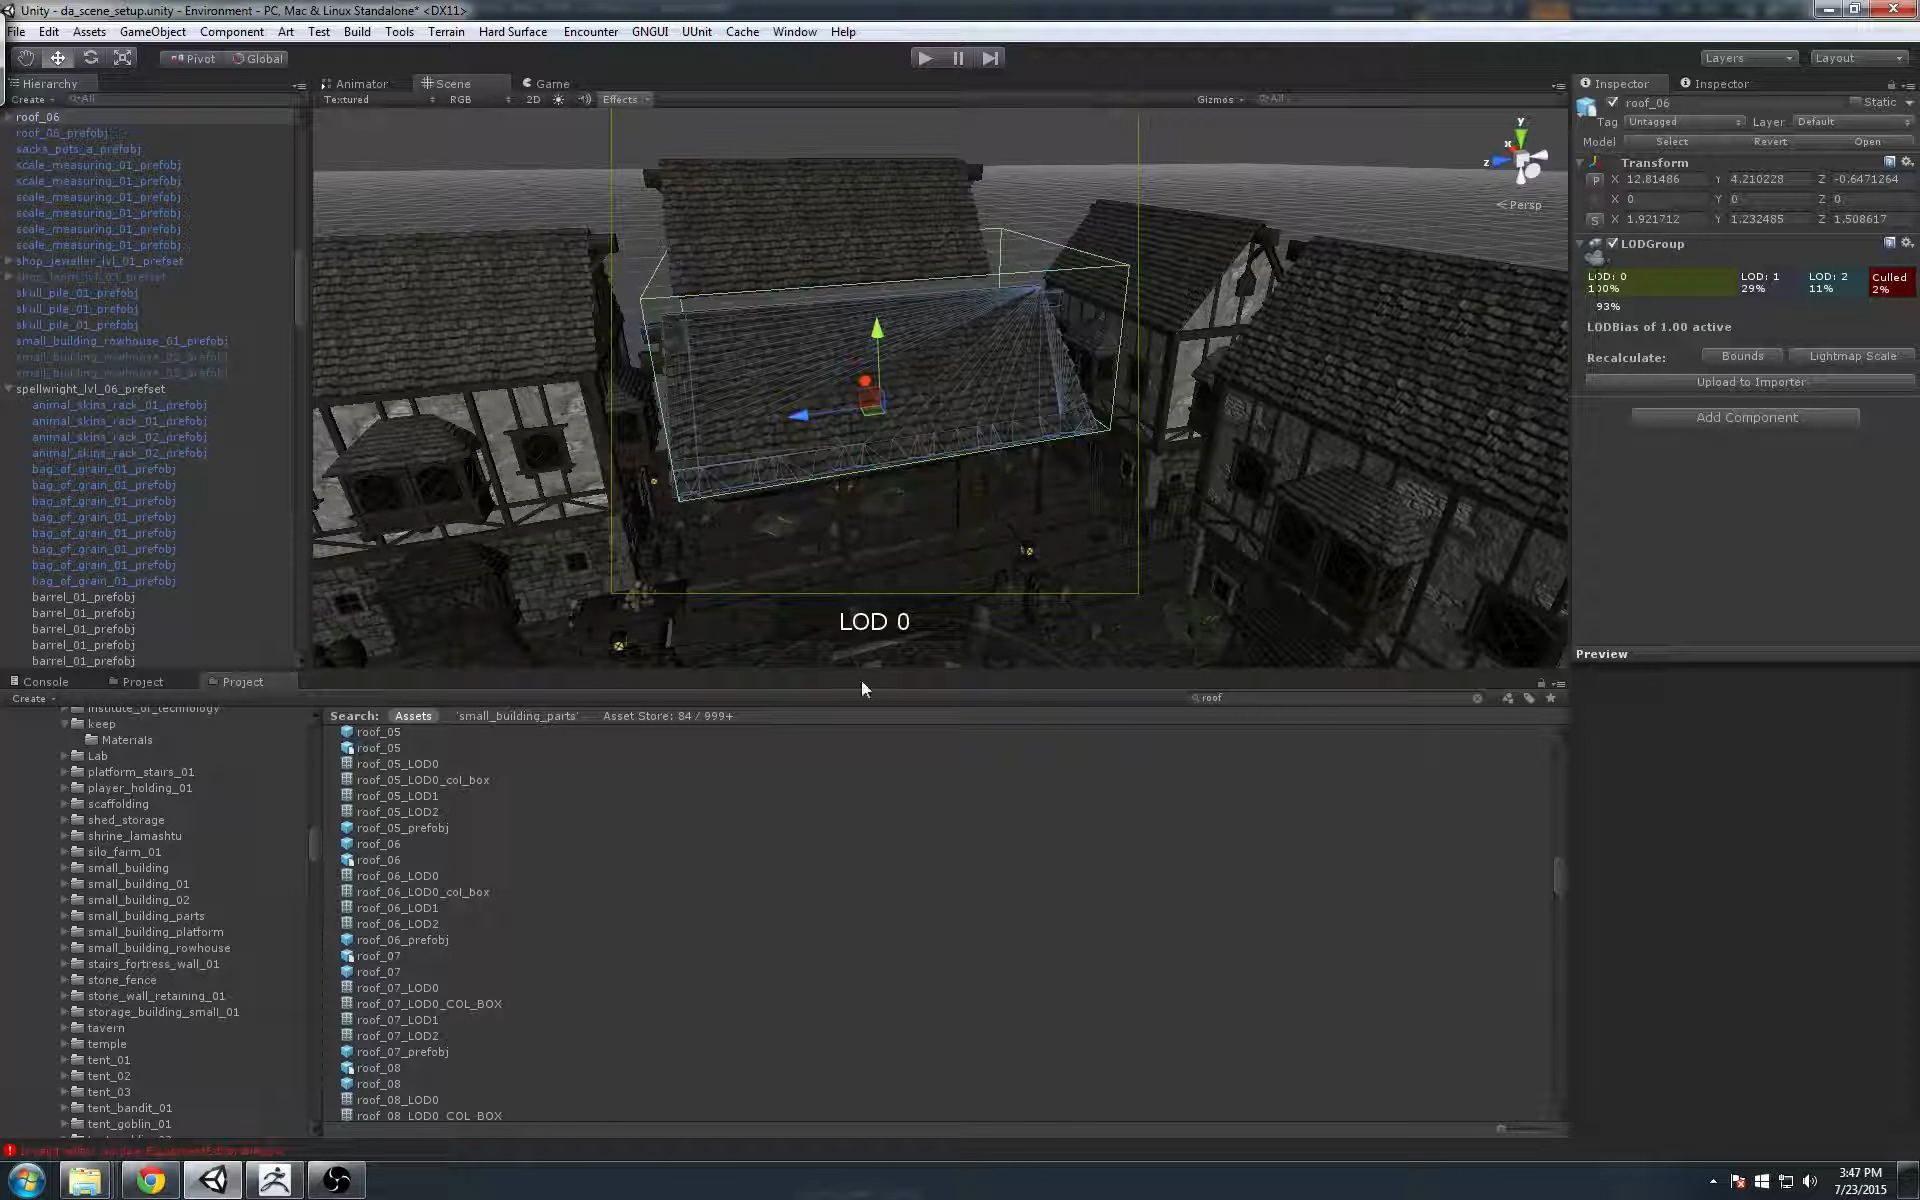 Unity - da_scene_setup.unity - Environment - PC, Mac & Linux Standalone* <DX11>
File Edit Assets GameObject Component Art Test Build Tools Terrain Hard Surface Encounter GNGUI UUnit Cache Window Help
Pivot Global Layers Layout
Hierarchy
Create All
roof_06
roof_06_prefobj
sacks_pots_a_prefobj
scale_measuring_01_prefobj
scale_measuring_01_prefobj
scale_measuring_01_prefobj
scale_measuring_01_prefobj
scale_measuring_01_prefobj
scale_measuring_01_prefobj
shop_jeweller_lvl_01_prefset
skull_pile_01_prefobj
skull_pile_01_prefobj
skull_pile_01_prefobj
small_building_rowhouse_01_prefobj
spellwright_lvl_06_prefset
animal_skins_rack_01_prefobj
animal_skins_rack_01_prefobj
animal_skins_rack_02_prefobj
animal_skins_rack_02_prefobj
bag_of_grain_01_prefobj
bag_of_grain_01_prefobj
bag_of_grain_01_prefobj
bag_of_grain_01_prefobj
bag_of_grain_01_prefobj
bag_of_grain_01_prefobj
bag_of_grain_01_prefobj
bag_of_grain_01_prefobj
barrel_01_prefobj
barrel_01_prefobj
barrel_01_prefobj
barrel_01_prefobj
barrel_01_prefobj
Animator Scene Game
Textured RGB 2D Effects Gizmos All
y
x
z
Persp
LOD 0
Inspector Inspector
roof_06 Static
Tag Untagged Layer Default
Model Select Revert Open
Transform
P X 12.81486 Y 4.210228 Z -0.6471264
X 0 Y 0 Z 0
S X 1.921712 Y 1.232485 Z 1.508617
LODGroup
LOD: 0 LOD: 1 LOD: 2 Culled
100% 29% 11% 2%
93%
LODBias of 1.00 active
Recalculate: Bounds Lightmap Scale
Upload to Importer
Add Component
Preview
Console Project Project
Create roof
institute_of_technology
keep
Materials
Lab
platform_stairs_01
player_holding_01
scaffolding
shed_storage
shrine_lamashtu
silo_farm_01
small_building
small_building_01
small_building_02
small_building_parts
small_building_platform
small_building_rowhouse
stairs_fortress_wall_01
stone_fence
stone_wall_retaining_01
storage_building_small_01
tavern
temple
tent_01
tent_02
tent_03
tent_bandit_01
tent_goblin_01
Search: Assets 'small_building_parts' Asset Store: 84 / 999+
roof_05
roof_05
roof_05_LOD0
roof_05_LOD0_col_box
roof_05_LOD1
roof_05_LOD2
roof_05_prefobj
roof_06
roof_06
roof_06_LOD0
roof_06_LOD0_col_box
roof_06_LOD1
roof_06_LOD2
roof_06_prefobj
roof_07
roof_07
roof_07_LOD0
roof_07_LOD0_COL_BOX
roof_07_LOD1
roof_07_LOD2
roof_07_prefobj
roof_08
roof_08
roof_08_LOD0
roof_08_LOD0_COL_BOX
3:47 PM
7/23/2015